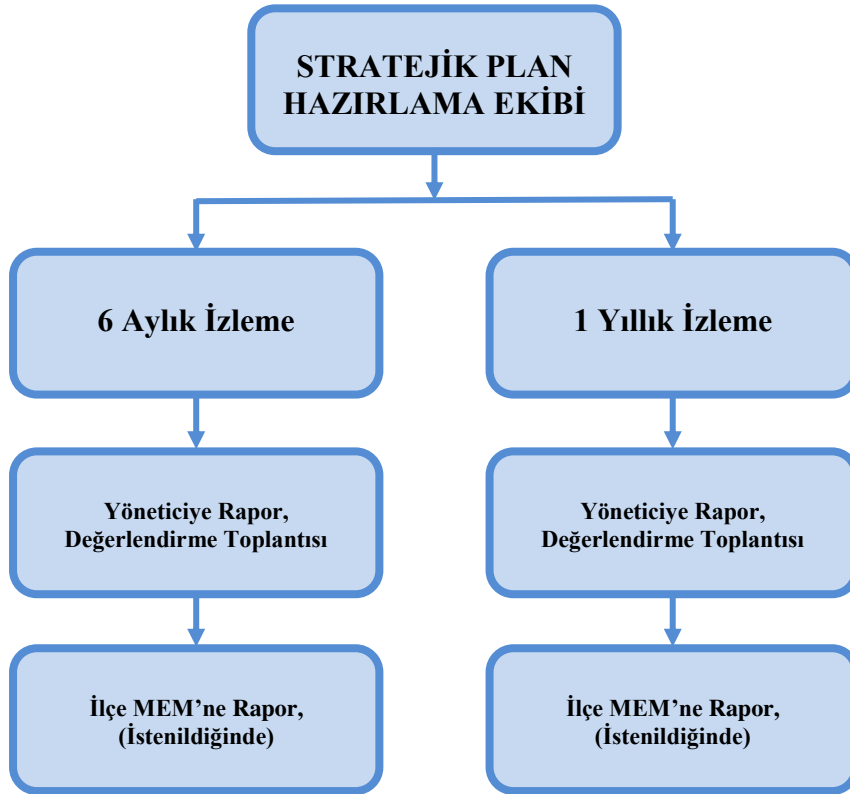 STRATEJİK PLAN
HAZIRLAMA EKİBİ
6 Aylık İzleme
1 Yıllık İzleme
Yöneticiye Rapor,
Değerlendirme Toplantısı
Yöneticiye Rapor,
Değerlendirme Toplantısı
İlçe MEM’ne Rapor,
(İstenildiğinde)
İlçe MEM’ne Rapor,
(İstenildiğinde)